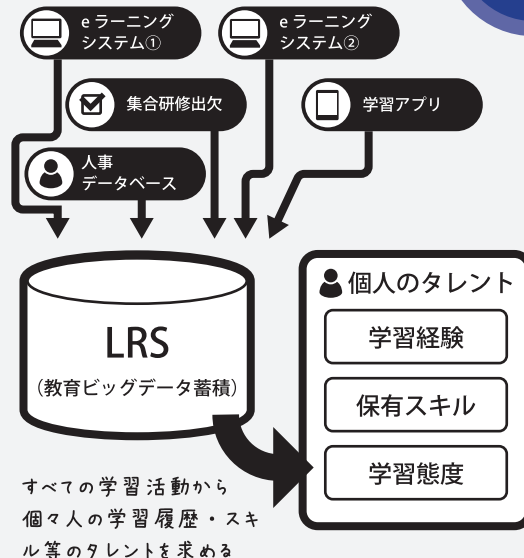 eラーニング
システム①
eラーニング
システム②
集合研修出欠
学習アプリ
人事
データベース
LRS
(教育ビッグデータ蓄積)
個人のタレント
学習経験
保有スキル
学習態度
すべての学習活動から
個々人の学習履歴・スキ
ル等のタレントを求める